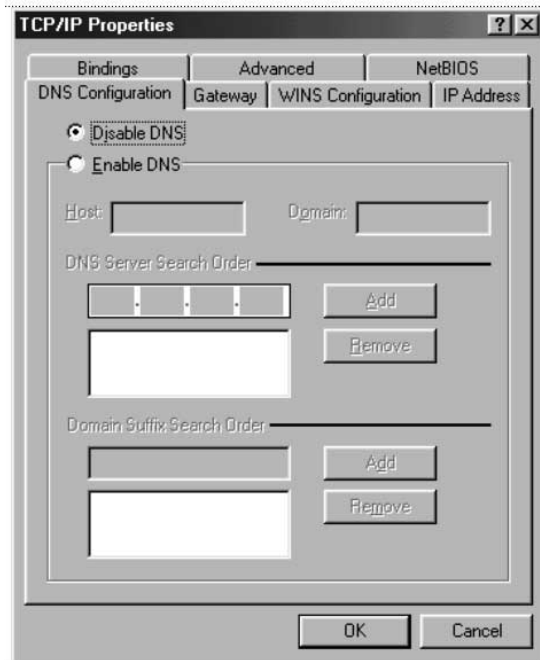 TCP/IP Properties
Bindings Advanced NetBIOS
DNS Configuration Gateway WINS Configuration IP Address
Disable DNS
Enable DNS
Host: Domain:
DNS Server Search Order
. . . Add
Remove
Domain Suffix Search Order
Add
Remove
OK Cancel